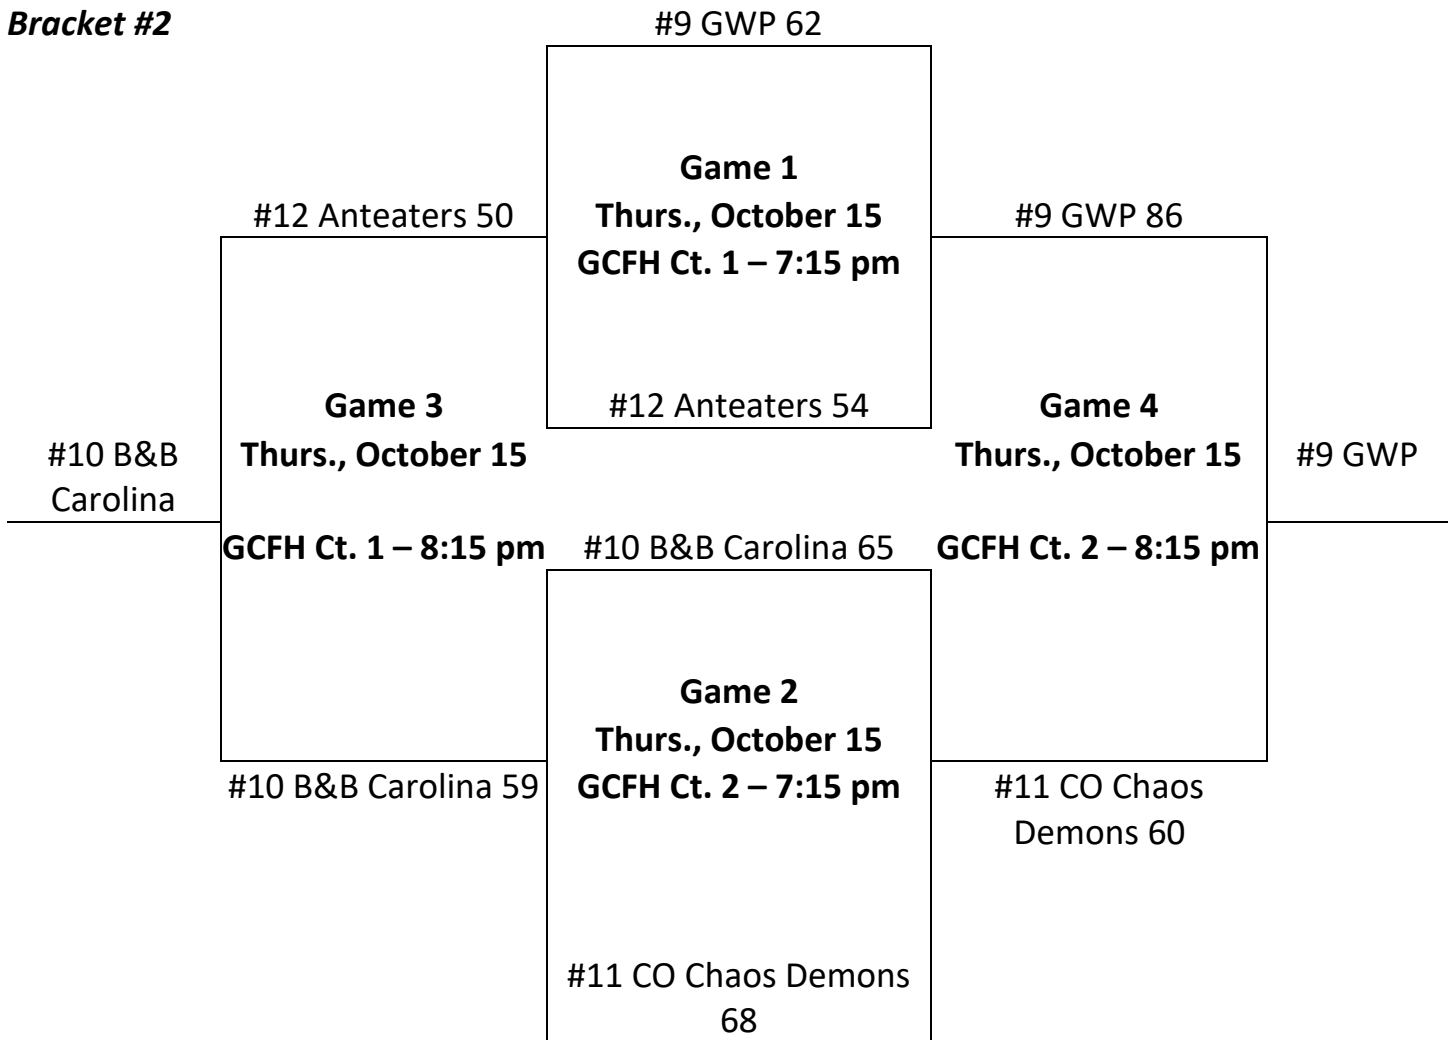 Bracket #2
#9 GWP 62
Game 1
Thurs., October 15
GCFH Ct. 1 – 7:15 pm
#12 Anteaters 50
#9 GWP 86
#12 Anteaters 54
Game 3
Thurs., October 15
GCFH Ct. 1 – 8:15 pm
Game 4
Thurs., October 15
GCFH Ct. 2 – 8:15 pm
#10 B&B
Carolina
#9 GWP
#10 B&B Carolina 65
Game 2
Thurs., October 15
GCFH Ct. 2 – 7:15 pm
#10 B&B Carolina 59
#11 CO Chaos
Demons 60
#11 CO Chaos Demons
68